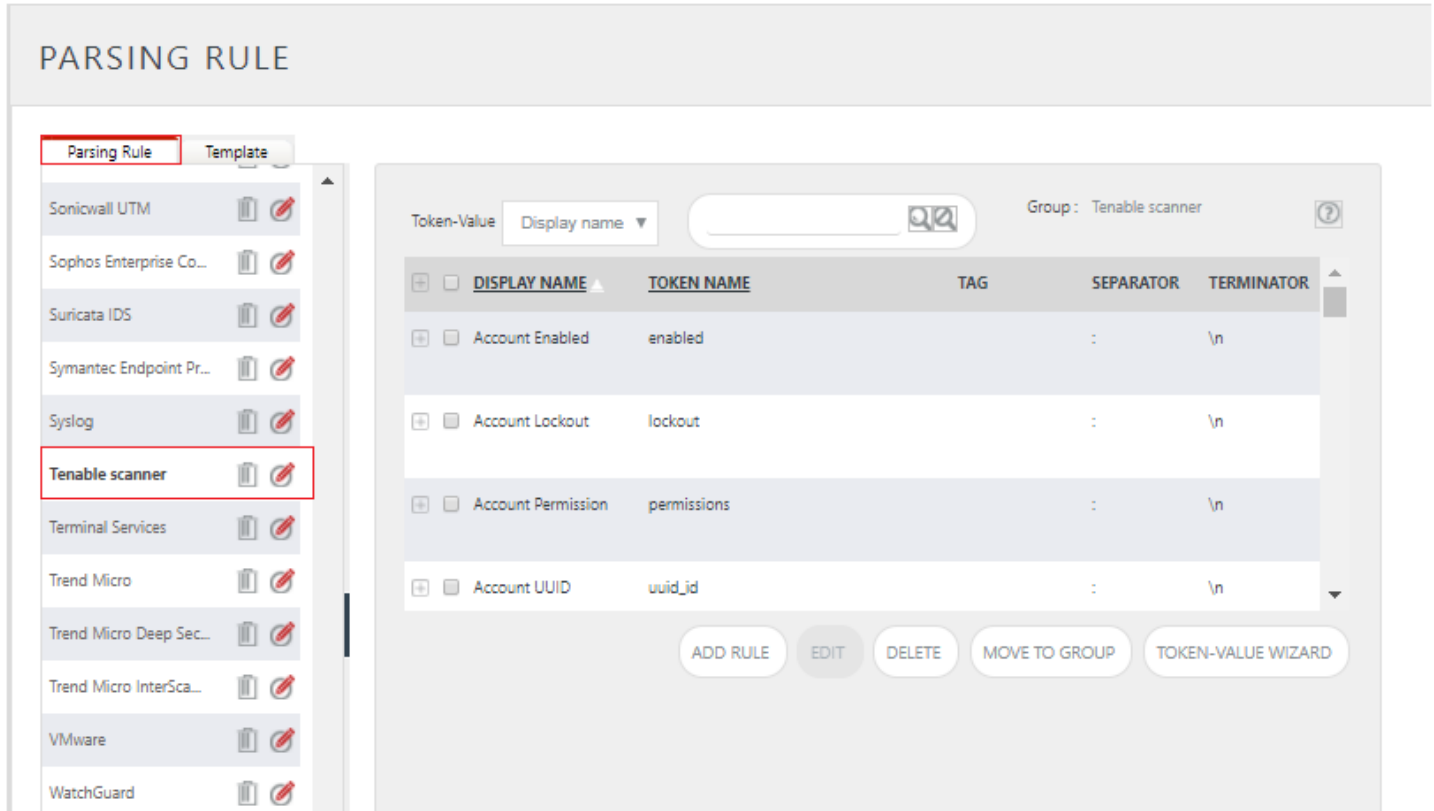 PARSING RULE
Parsing Rule Template
Sonicwall UTM
Sophos Enterprise Co...
Suricata IDS
Symantec Endpoint Pr...
Syslog
Tenable scanner
Terminal Services
Trend Micro
Trend Micro Deep Sec...
Trend Micro InterSca...
VMware
WatchGuard
Token-Value Display name Group : Tenable scanner
DISPLAY NAME TOKEN NAME TAG SEPARATOR TERMINATOR
Account Enabled enabled : \n
Account Lockout lockout : \n
Account Permission permissions : \n
Account UUID uuid_id : \n
ADD RULE EDIT DELETE MOVE TO GROUP TOKEN-VALUE WIZARD